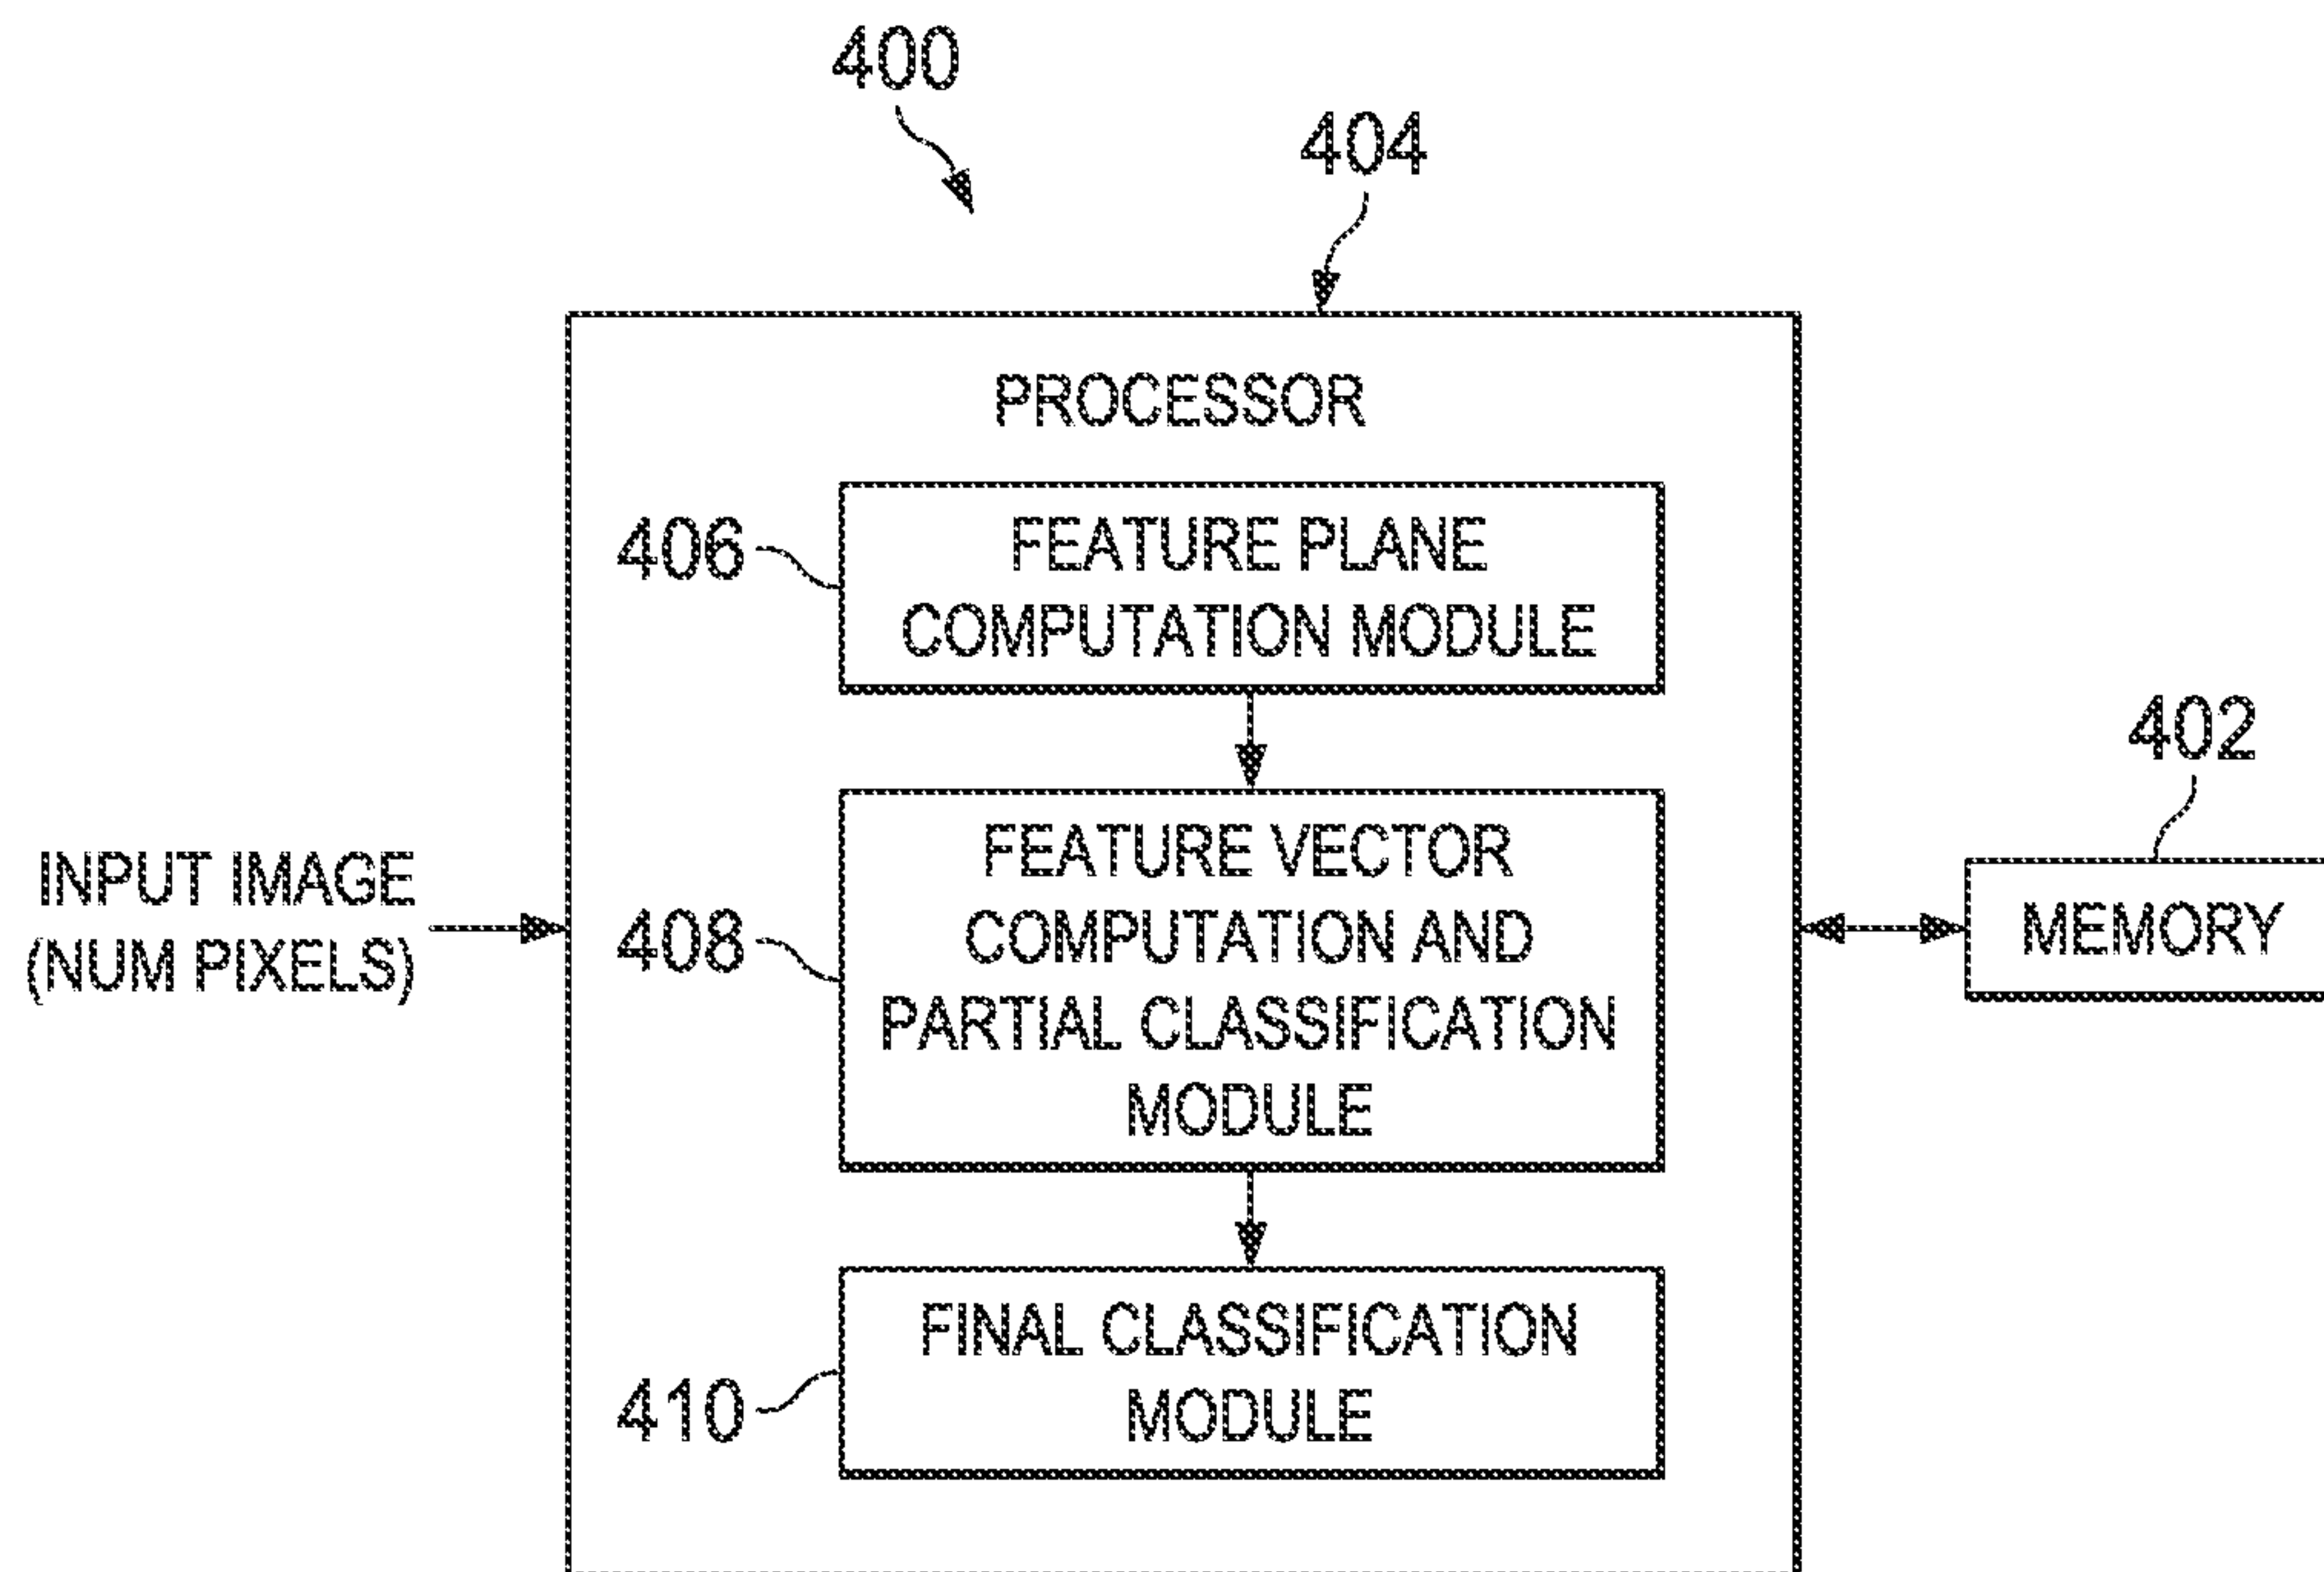 400
404
PROCESSOR
406
FEATURE PLANE
COMPUTATION MODULE
402
INPUT IMAGE
(NUM PIXELS)
408
FEATURE VECTOR
COMPUTATION AND
PARTIAL CLASSIFICATION
MODULE
MEMORY
410
FINAL CLASSIFICATION
MODULE